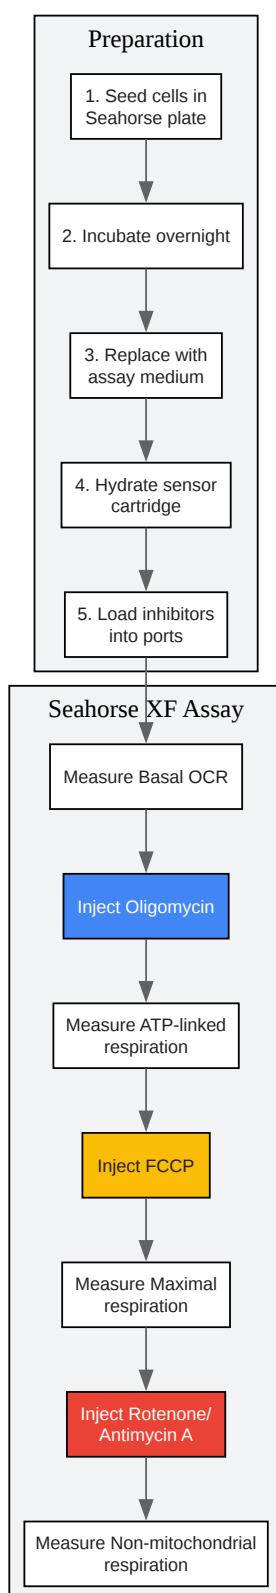 Preparation
1. Seed cells in
Seahorse plate
2. Incubate overnight
3. Replace with
assay medium
4. Hydrate sensor
cartridge
5. Load inhibitors
into ports
Seahorse XF Assay
Measure Basal OCR
Inject Oligomycin
Measure ATP-linked
respiration
Inject FCCP
Measure Maximal
respiration
Inject Rotenone/
Antimycin A
Measure Non-mitochondrial
respiration